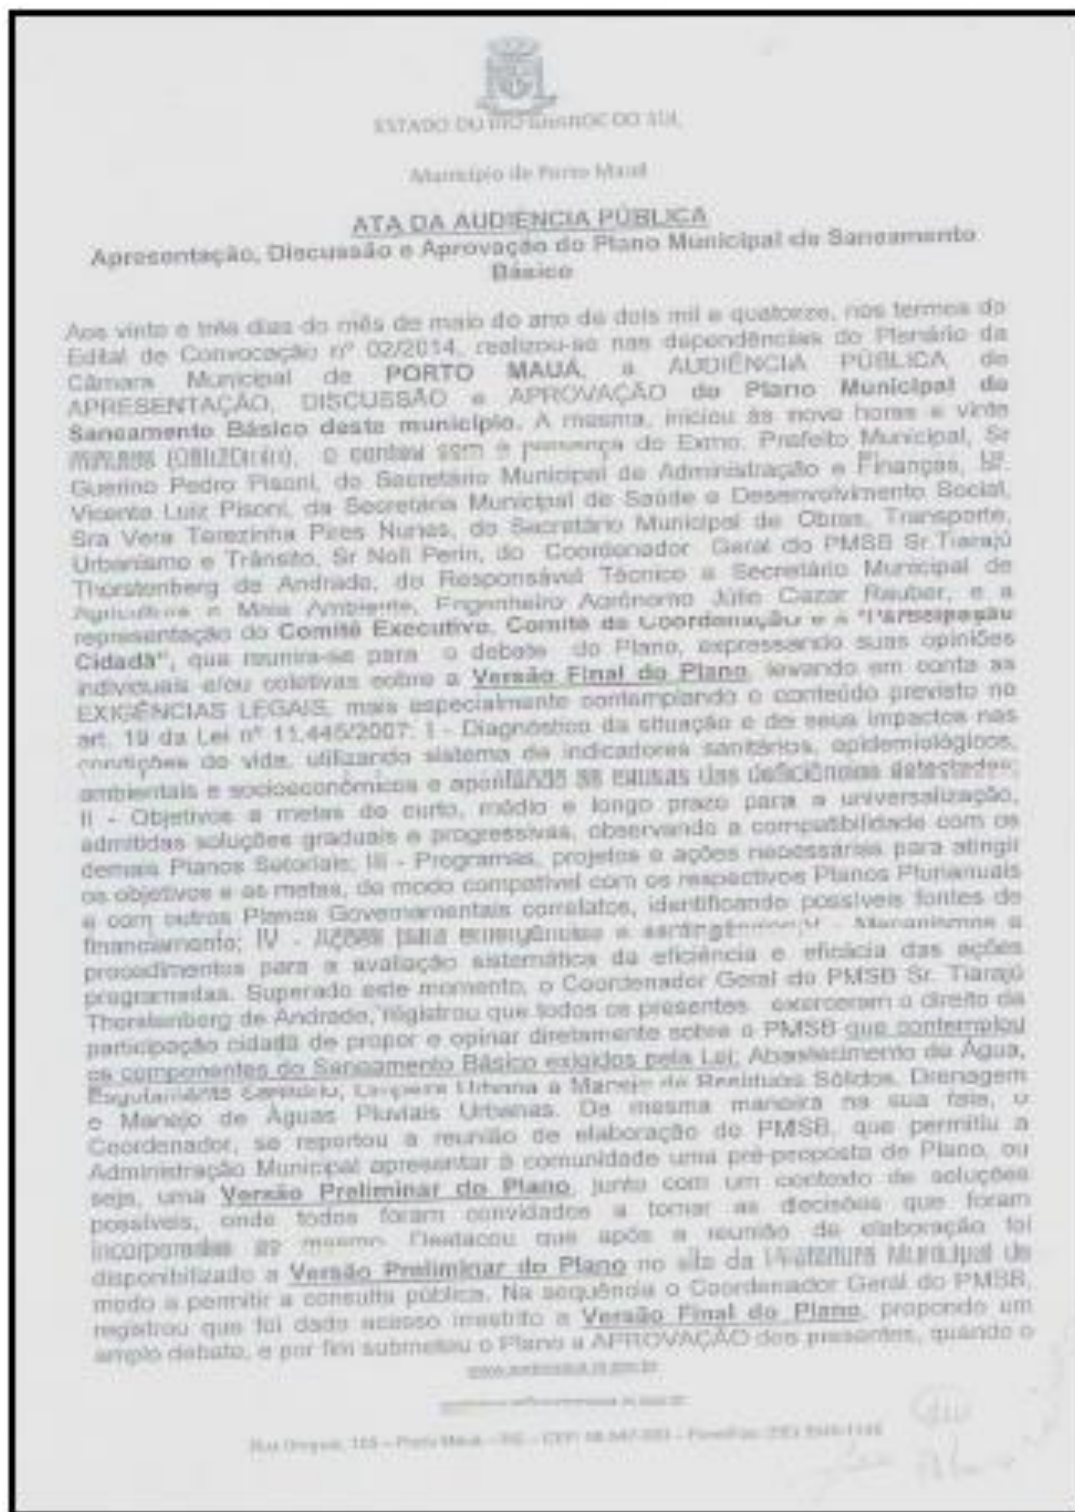 ESTADO DO RIO GRANDE DO SUL
Município de Porto Mauá
ATA DA AUDIÊNCIA PÚBLICA
Apresentação, Discussão e Aprovação do Plano Municipal de Saneamento
Básico
Aos vinte e três dias do mês de maio do ano de dois mil e quatorze, nos termos do
Edital de Convocação nº 02/2014, realizou-se nas dependências do Plenário da
Câmara Municipal de PORTO MAUÁ, a AUDIÊNCIA PÚBLICA de
APRESENTAÇÃO, DISCUSSÃO e APROVAÇÃO do Plano Municipal de
Saneamento Básico deste município. A mesma, iniciou às nove horas e vinte
minutos (09h20min), e contou com a presença do Exmo. Prefeito Municipal, Sr
Guerino Pedro Pisoni, do Secretário Municipal de Administração e Finanças, Sr.
Vicente Luiz Pisoni, da Secretária Municipal de Saúde e Desenvolvimento Social,
Sra Vera Terezinha Pires Nunes, do Secretário Municipal de Obras, Transporte,
Urbanismo e Trânsito, Sr Noli Perin, do Coordenador Geral do PMSB Sr.Tiarajú
Thorstenberg de Andrade, do Responsável Técnico e Secretário Municipal de
Agricultura e Meio Ambiente, Engenheiro Agrônomo Júlio Cezar Rauber, e a
representação do Comitê Executivo, Comitê de Coordenação e a "Participação
Cidadã", que reunira-se para o debate do Plano, expressando suas opiniões
individuais e/ou coletivas sobre a Versão Final do Plano, levando em conta as
EXIGÊNCIAS LEGAIS, mais especialmente contemplando o conteúdo previsto no
art. 19 da Lei nº 11.445/2007: I - Diagnóstico da situação e de seus impactos nas
condições de vida, utilizando sistema de indicadores sanitários, epidemiológicos,
ambientais e socioeconômicos e apontando as causas das deficiências detectadas;
II - Objetivos e metas de curto, médio e longo prazo para a universalização,
admitidas soluções graduais e progressivas, observando a compatibilidade com os
demais Planos Setoriais; III - Programas, projetos e ações necessárias para atingir
os objetivos e as metas, de modo compatível com os respectivos Planos Plurianuais
e com outros Planos Governamentais correlatos, identificando possíveis fontes de
financiamento; IV - Ações para emergências e contingências; V - Mecanismos e
procedimentos para a avaliação sistemática da eficiência e eficácia das ações
programadas. Superado este momento, o Coordenador Geral do PMSB Sr. Tiarajú
Thorstenberg de Andrade, registrou que todos os presentes exerceram o direito da
participação cidadã de propor e opinar diretamente sobre o PMSB que contemplou
os componentes do Saneamento Básico exigidos pela Lei: Abastecimento de Água,
Esgotamento Sanitário, Limpeza Urbana e Manejo de Resíduos Sólidos, Drenagem
e Manejo de Águas Pluviais Urbanas. Da mesma maneira na sua fala, o
Coordenador, se reportou a reunião de elaboração do PMSB, que permitiu a
Administração Municipal apresentar à comunidade uma pré-proposta de Plano, ou
seja, uma Versão Preliminar do Plano, junto com um contexto de soluções
possíveis, onde todos foram convidados a tomar as decisões que foram
incorporadas ao mesmo. Destacou que após a reunião de elaboração foi
disponibilizado a Versão Preliminar do Plano no site da Prefeitura Municipal de
modo a permitir a consulta pública. Na sequência o Coordenador Geral do PMSB,
registrou que foi dado acesso irrestrito a Versão Final do Plano, propondo um
amplo debate, e por fim submeteu o Plano a APROVAÇÃO dos presentes, quando o
Rua Uruguai, 155 – Porto Mauá – RS – CEP: